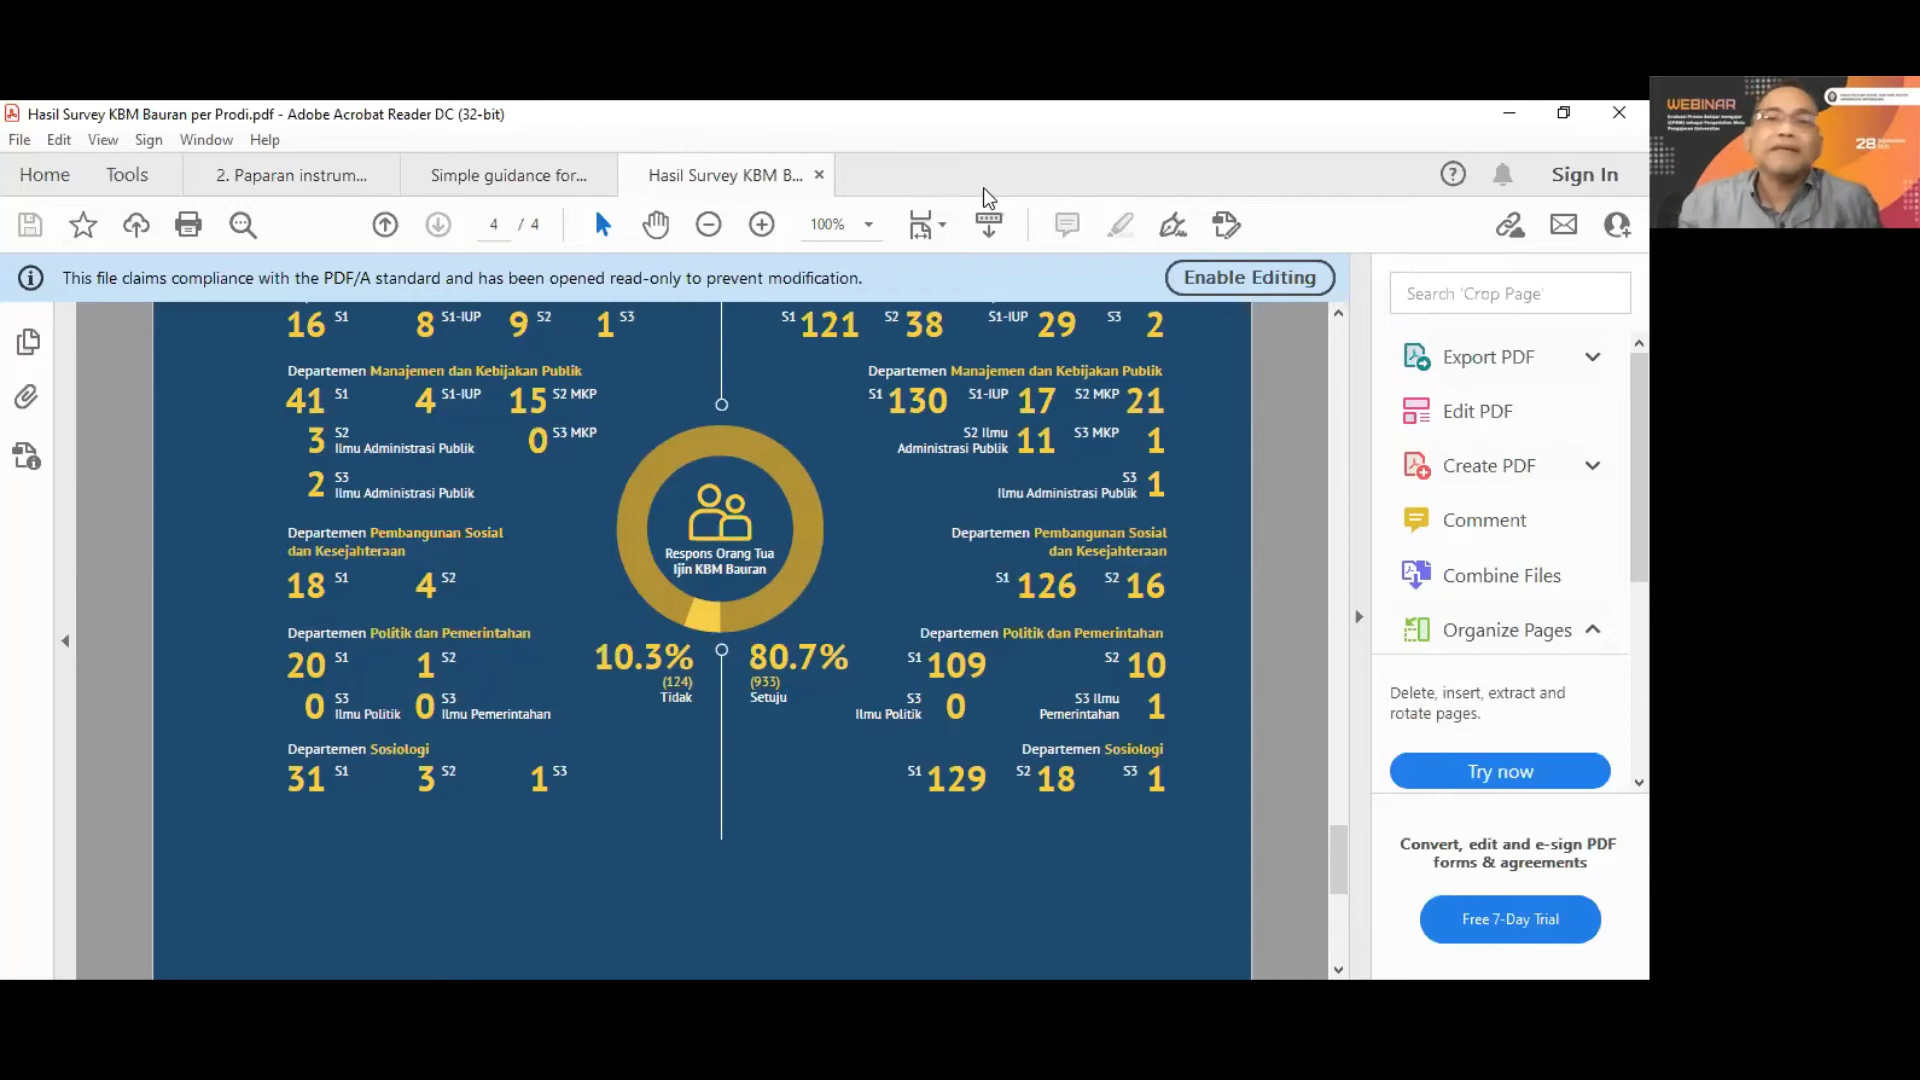 Hasil Survey KBM Bauran per Prodi.pdf - Adobe Acrobat Reader DC (32-bit)
File Edit View Sign Window Help
Home Tools 2. Paparan instrum... Simple guidance for... Hasil Survey KBM B... Sign In
4 / 4 100%
This file claims compliance with the PDF/A standard and has been opened read-only to prevent modification. Enable Editing
16 S1 8 S1-IUP 9 S2 1 S3
Departemen Manajemen dan Kebijakan Publik
41 S1 4 S1-IUP 15 S2 MKP
3 S2 Ilmu Administrasi Publik 0 S3 MKP
2 S3 Ilmu Administrasi Publik
Departemen Pembangunan Sosial
dan Kesejahteraan
18 S1 4 S2
Departemen Politik dan Pemerintahan
20 S1 1 S2
0 S3 Ilmu Politik 0 S3 Ilmu Pemerintahan
Departemen Sosiologi
31 S1 3 S2 1 S3
Respons Orang Tua
Ijin KBM Bauran
10.3% 80.7%
(124) (933)
Tidak Setuju
S1 121 S2 38 S1-IUP 29 S3 2
Departemen Manajemen dan Kebijakan Publik
S1 130 S1-IUP 17 S2 MKP 21
S2 Ilmu Administrasi Publik 11 S3 MKP 1
S3 Ilmu Administrasi Publik 1
Departemen Pembangunan Sosial
dan Kesejahteraan
S1 126 S2 16
Departemen Politik dan Pemerintahan
S1 109 S2 10
S3 Ilmu Politik 0 S3 Ilmu Pemerintahan 1
Departemen Sosiologi
S1 129 S2 18 S3 1
Search 'Crop Page'
Export PDF
Edit PDF
Create PDF
Comment
Combine Files
Organize Pages
Delete, insert, extract and
rotate pages.
Try now
Convert, edit and e-sign PDF
forms & agreements
Free 7-Day Trial
WEBINAR
28